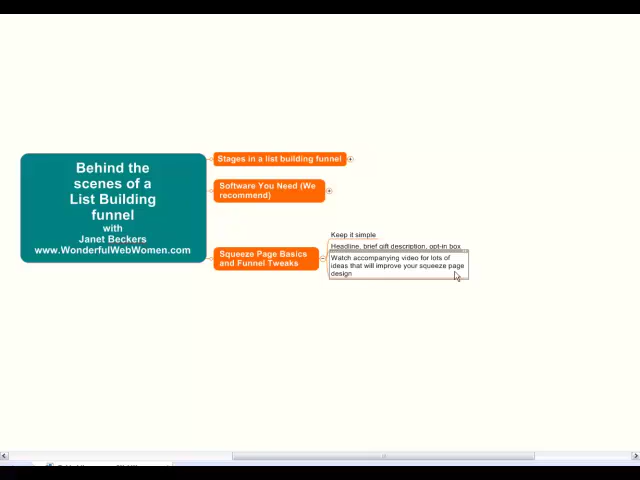 Behind the
scenes of a
List Building
funnel
with
Janet Beckers
www.WonderfulWebWomen.com
Stages in a list building funnel
Software You Need (We
recommend)
Squeeze Page Basics
and Funnel Tweaks
Keep it simple
Headline, brief gift description, opt-in box
Watch accompanying video for lots of
ideas that will improve your squeeze page
design